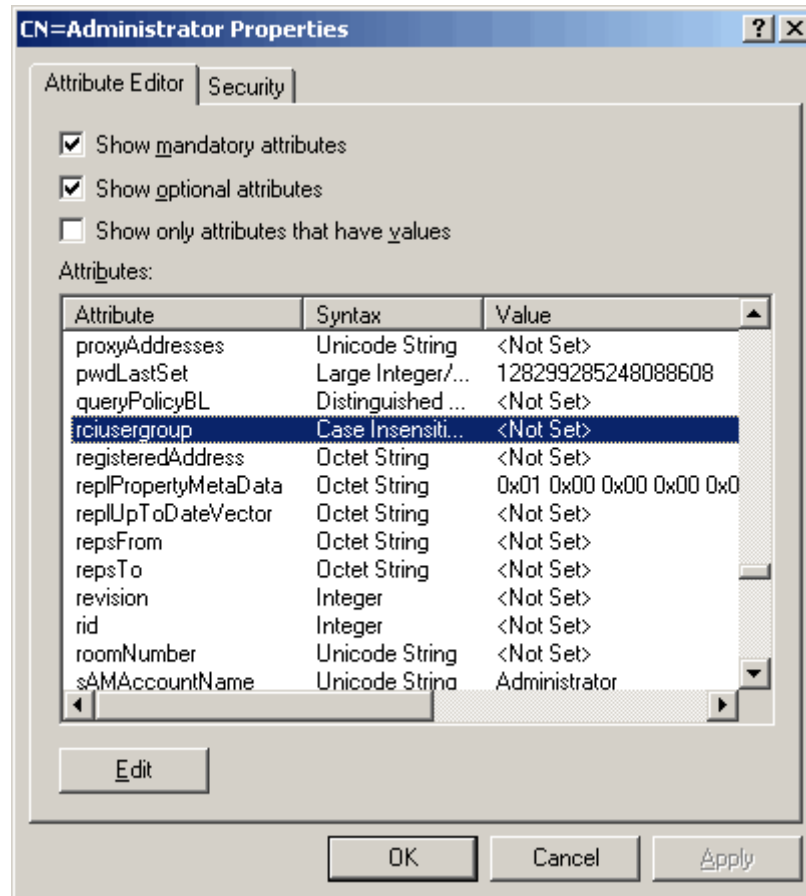 CN=Administrator Properties
Attribute Editor Security
Show mandatory attributes
Show optional attributes
Show only attributes that have values
Attributes:
Attribute Syntax Value
proxyAddresses Unicode String <Not Set>
pwdLastSet Large Integer/... 128299285248088608
queryPolicyBL Distinguished ... <Not Set>
rciusergroup Case Insensiti... <Not Set>
registeredAddress Octet String <Not Set>
replPropertyMetaData Octet String 0x01 0x00 0x00 0x00 0x0
replUpToDateVector Octet String <Not Set>
repsFrom Octet String <Not Set>
repsTo Octet String <Not Set>
revision Integer <Not Set>
rid Integer <Not Set>
roomNumber Unicode String <Not Set>
sAMAccountName Unicode String Administrator
Edit
OK Cancel Apply